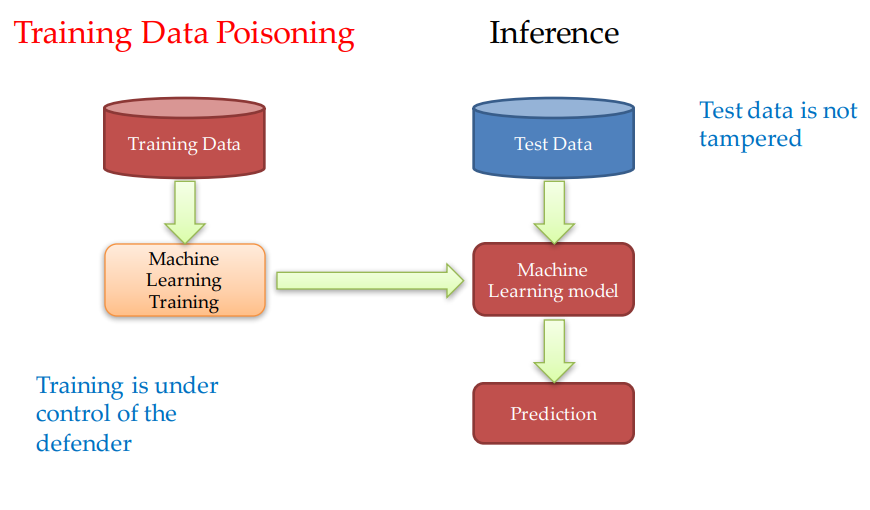 Training Data Poisoning
Inference
Training Data
Test Data
Test data is not
tampered
Machine
Learning
Training
Machine
Learning model
Training is under
control of the
defender
Prediction